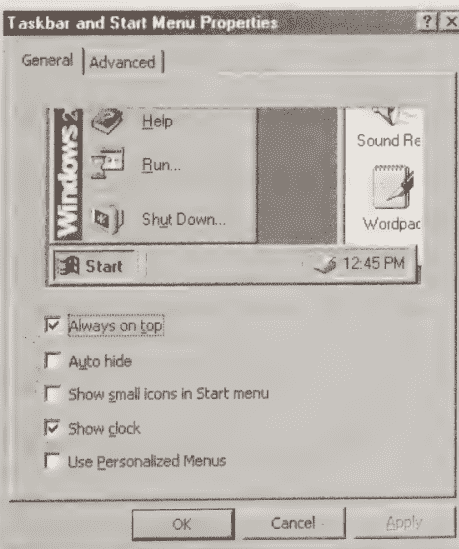 Taskbar and Start Menu Properties
General Advanced
Windows 2
Help
Run...
Shut Down...
Sound Re
Wordpad
Start
12:45 PM
Always on top
Auto hide
Show small icons in Start menu
Show clock
Use Personalized Menus
OK Cancel Apply